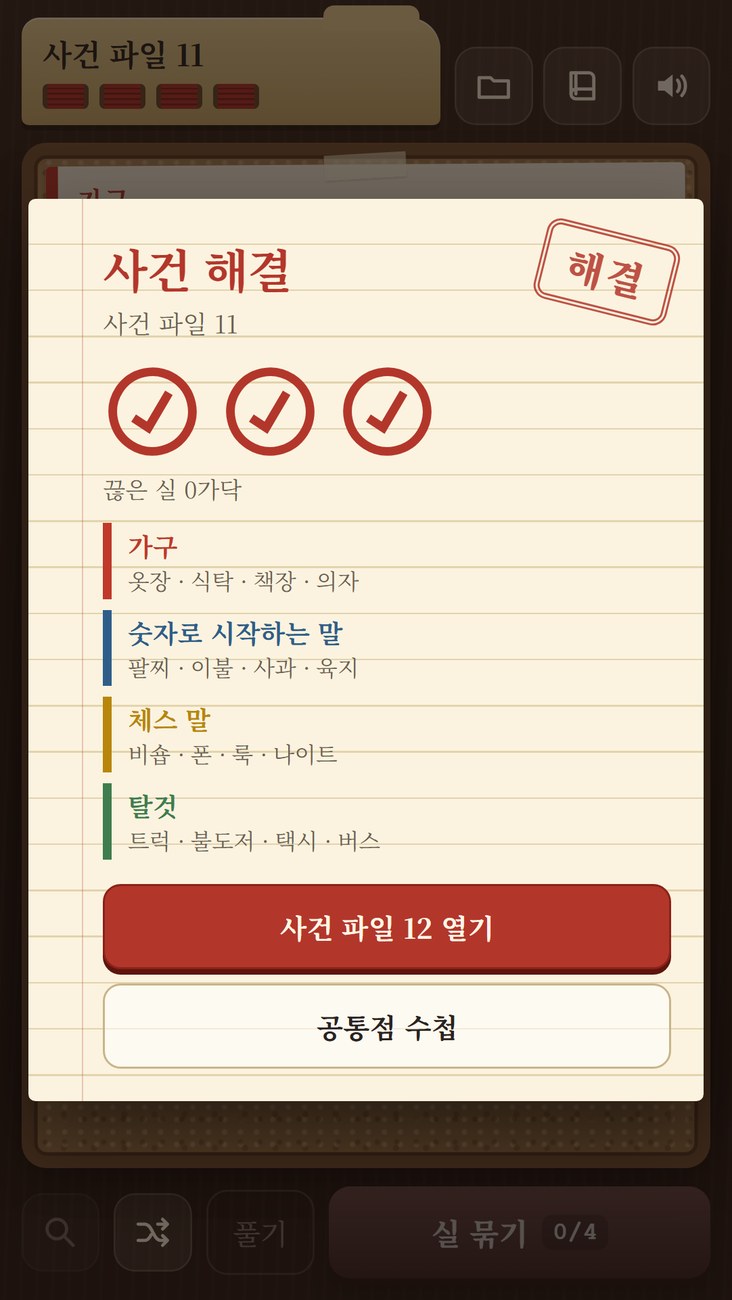 사건 파일 11
가구
사건 해결
해결
사건 파일 11
끊은 실 0가닥
가구
옷장 · 식탁 · 책장 · 의자
숫자로 시작하는 말
팔찌 · 이불 · 사과 · 육지
체스 말
비숍 · 폰 · 룩 · 나이트
탈것
트럭 · 불도저 · 택시 · 버스
사건 파일 12 열기
공통점 수첩
풀기
실 묶기 0/4